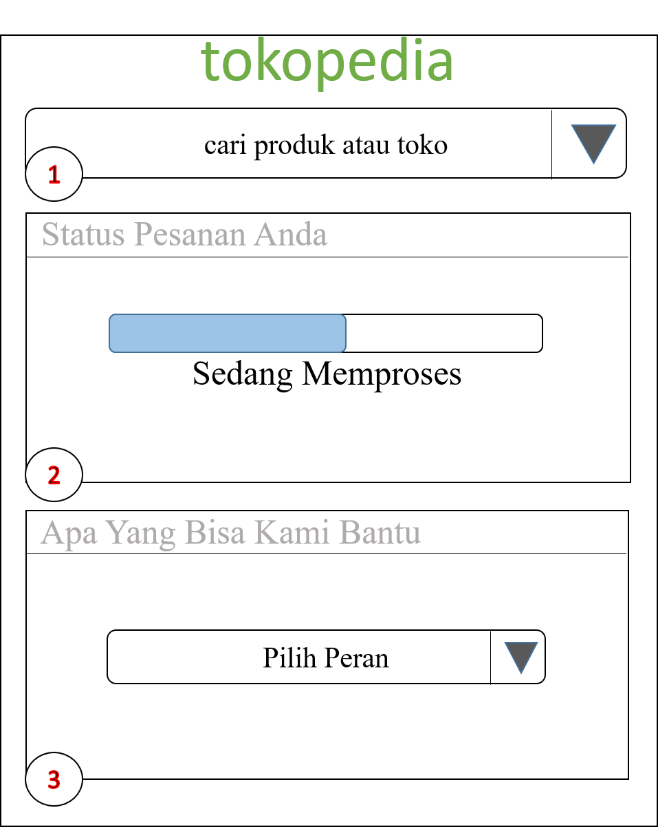 tokopedia
cari produk atau toko
1
Status Pesanan Anda
Sedang Memproses
2
Apa Yang Bisa Kami Bantu
Pilih Peran
3